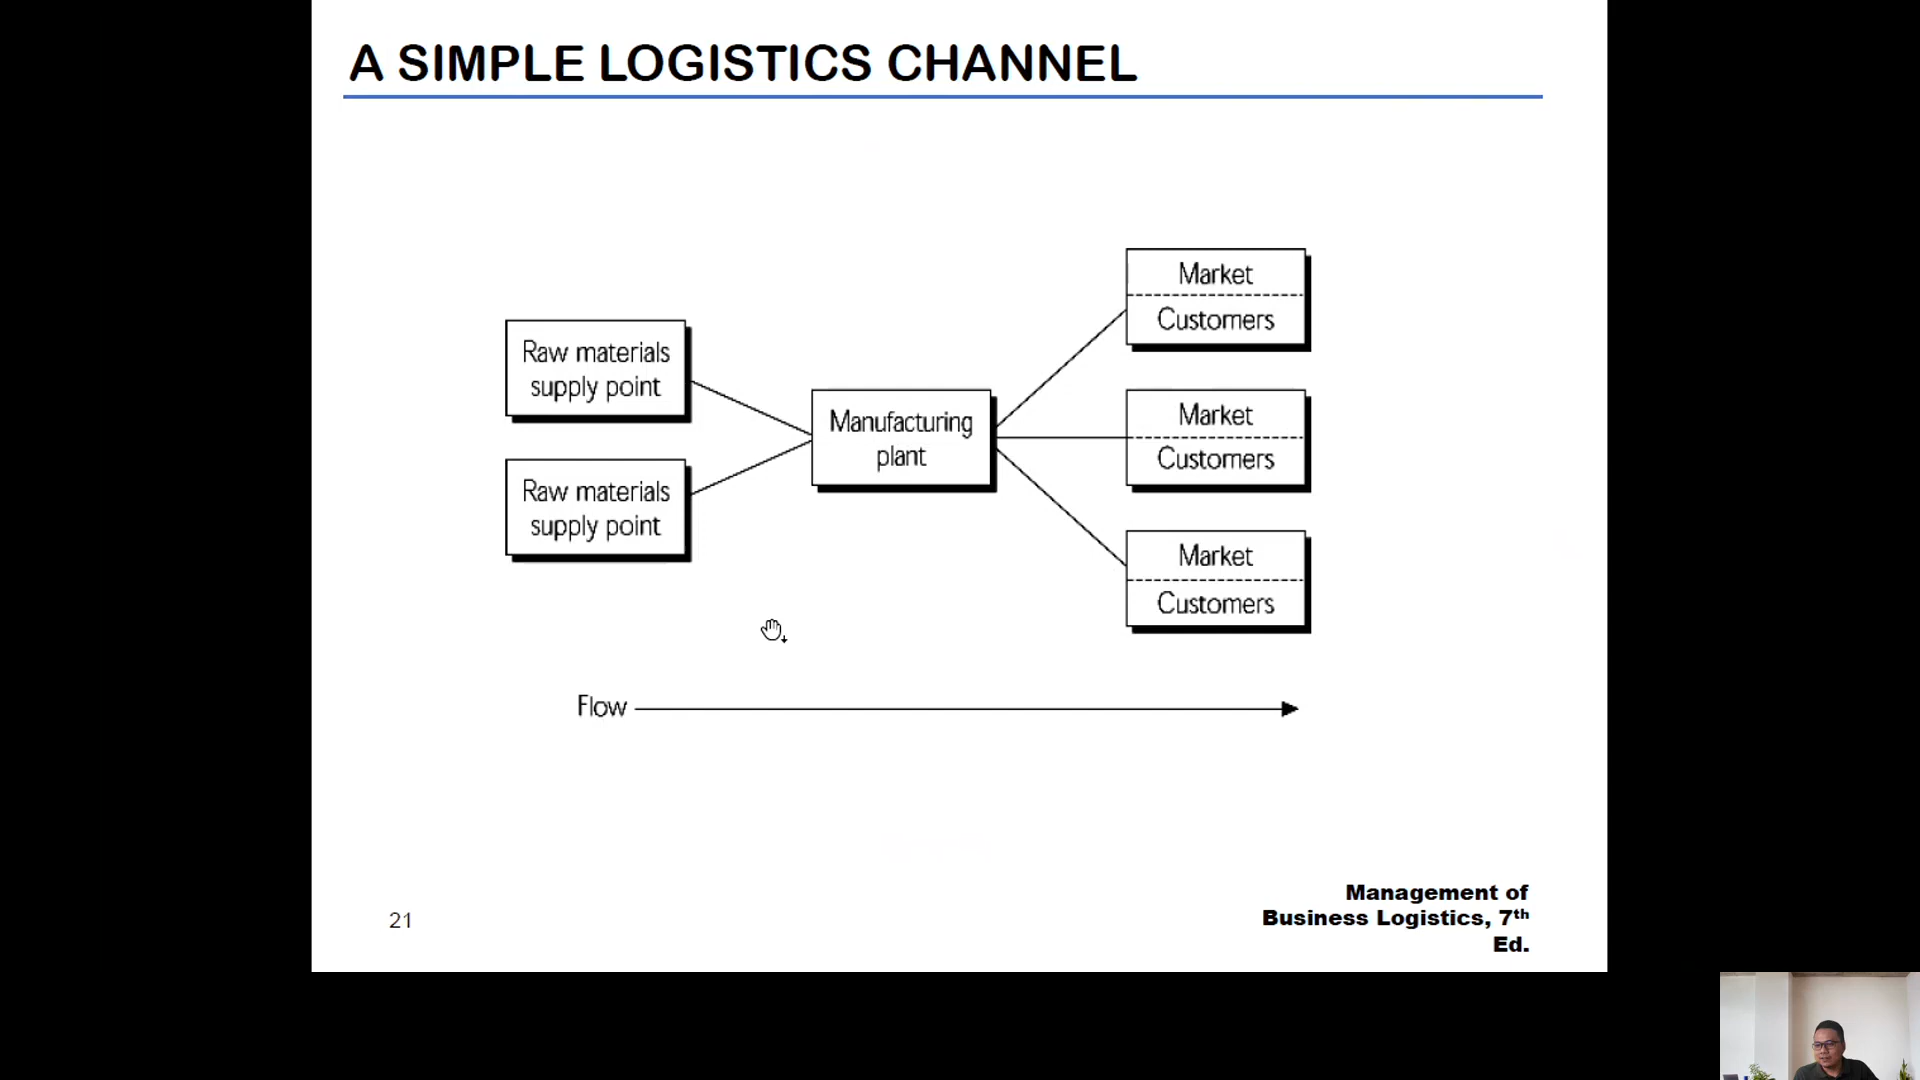 A SIMPLE LOGISTICS CHANNEL
Raw materials
supply point
Raw materials
supply point
Manufacturing
plant
Market
Customers
Market
Customers
Market
Customers
Flow
21
Management of
Business Logistics, 7th
Ed.